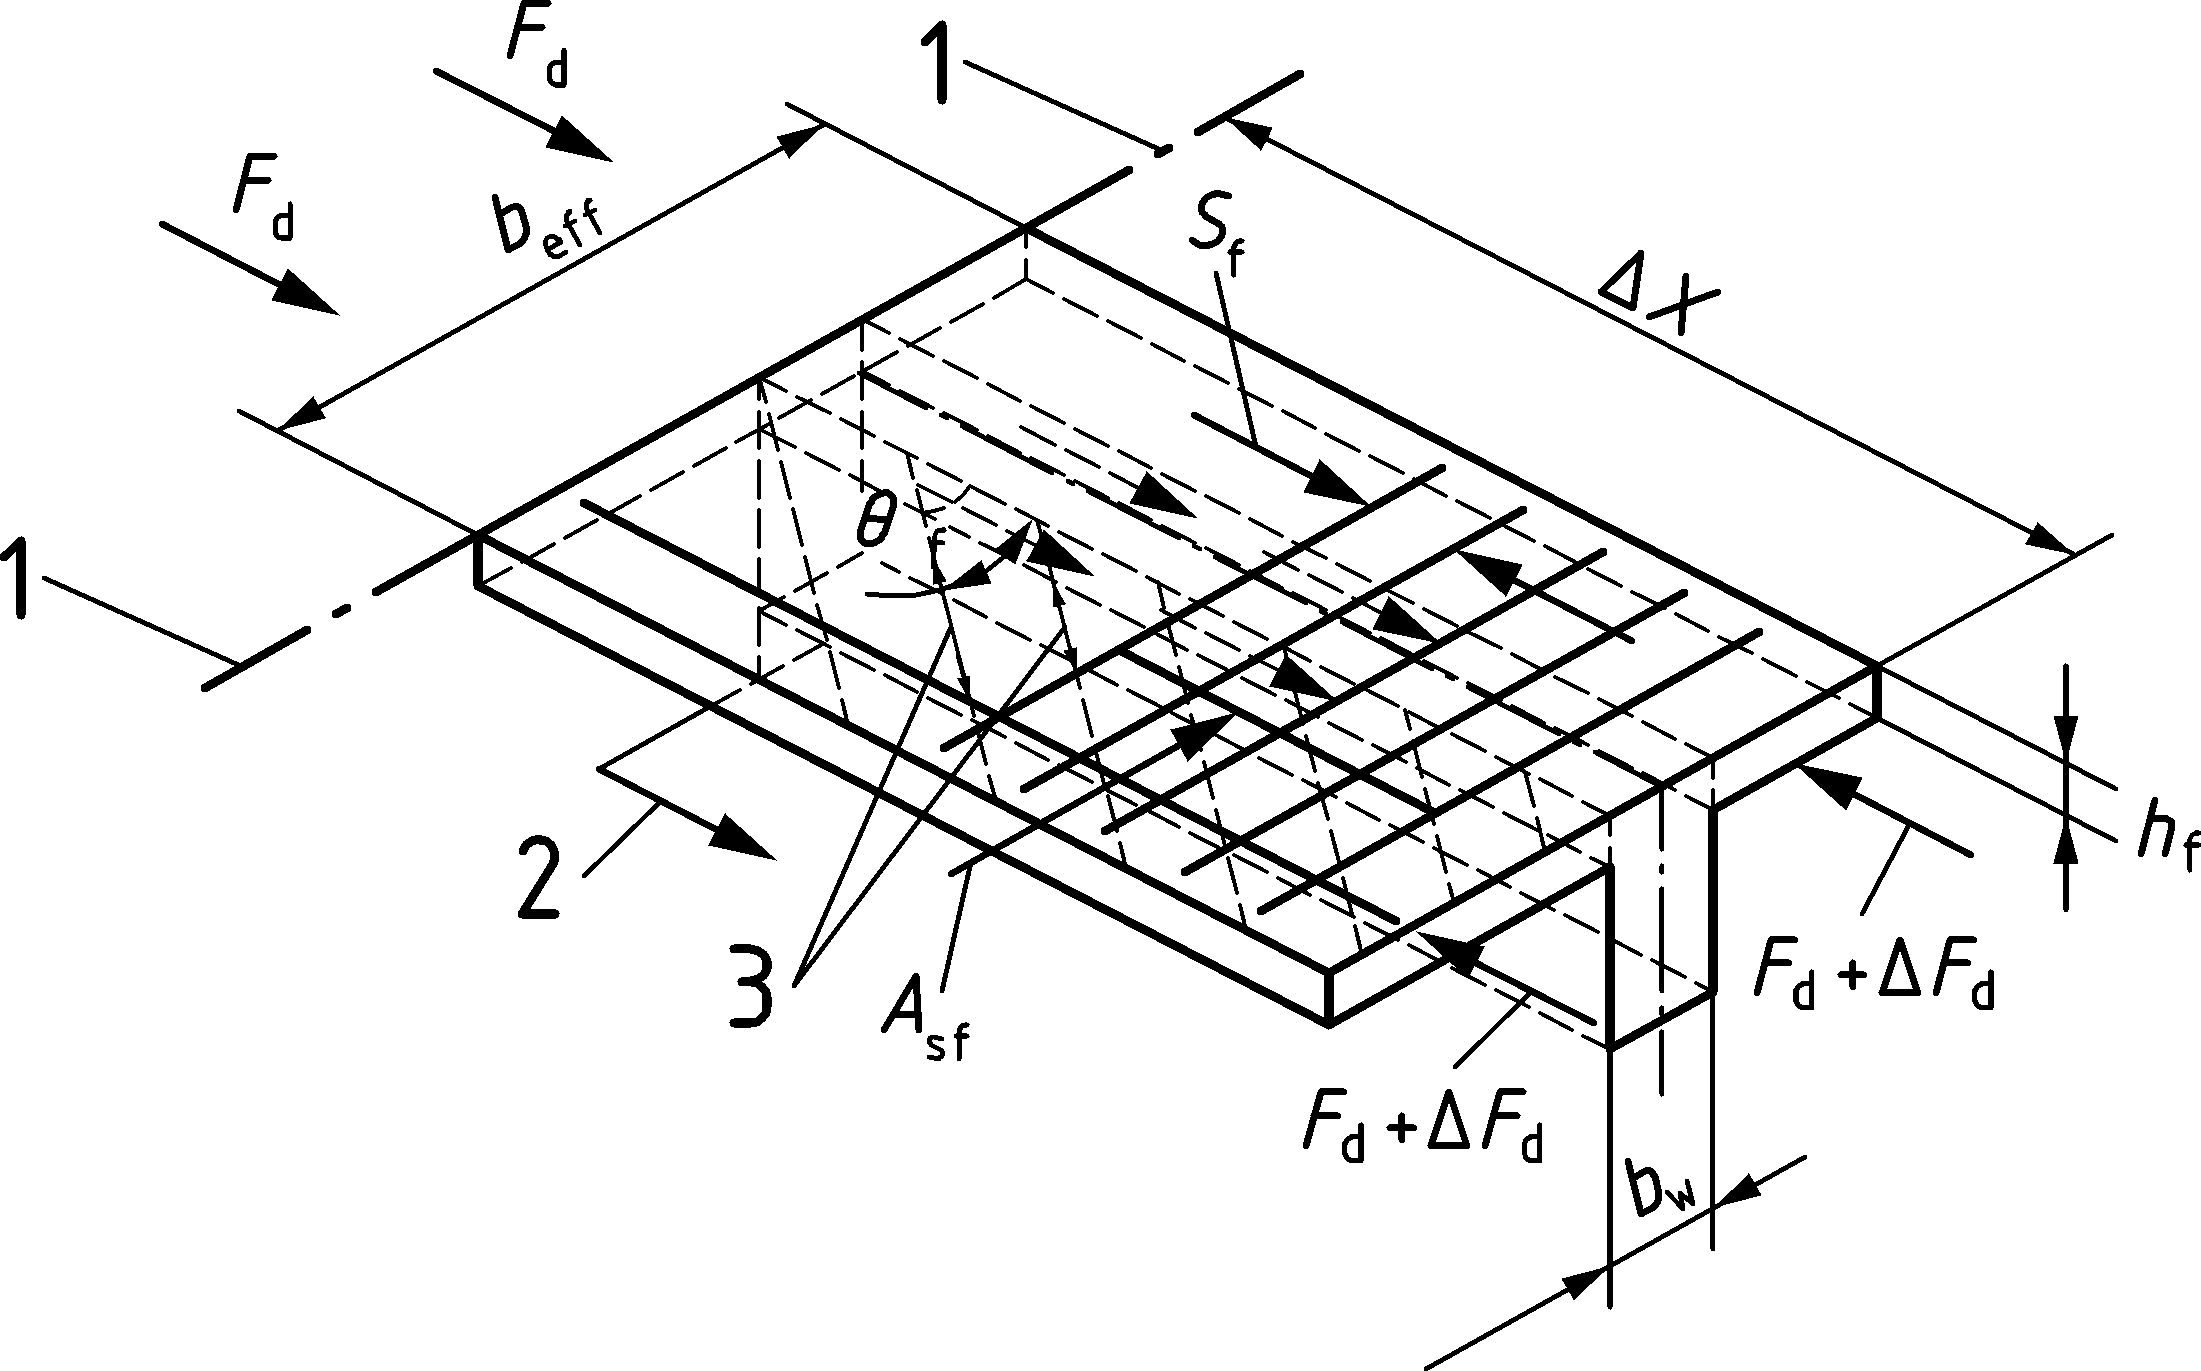 F_d
1
F_d
b_eff
S_f
Δx
θ_f
1
h_f
2
3
A_sf
F_d + ΔF_d
F_d + ΔF_d
b_w